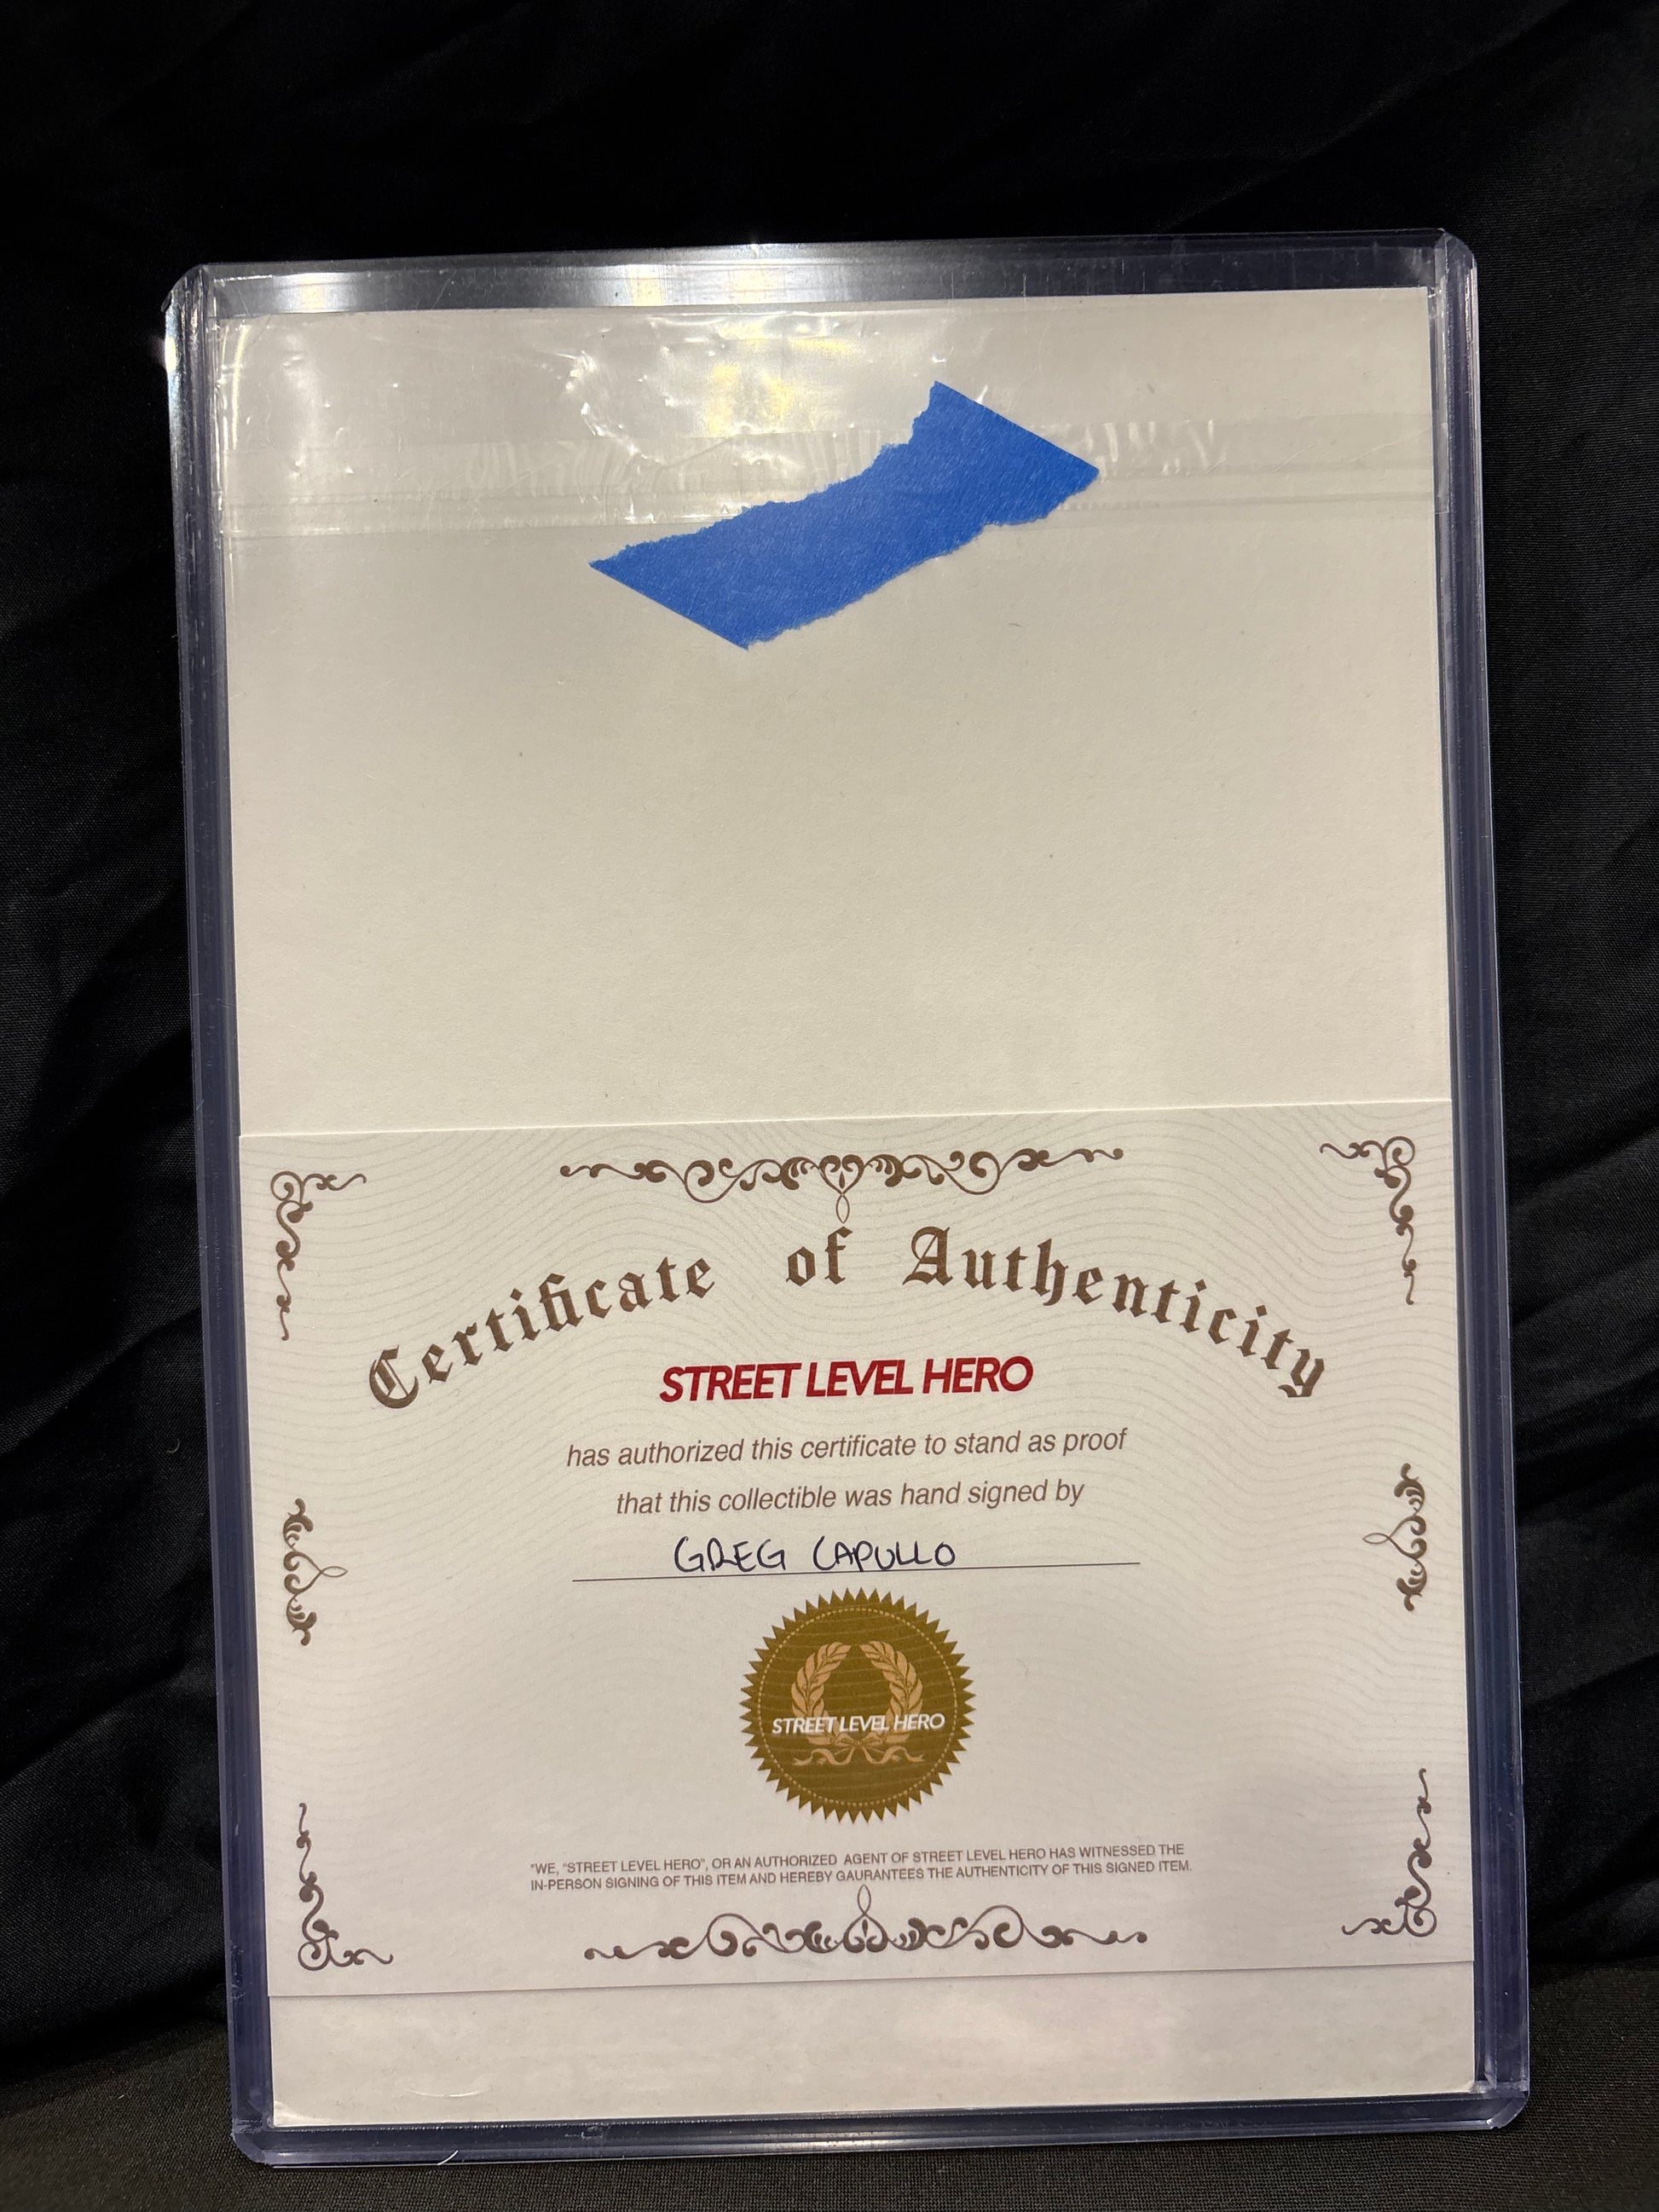 Certificate of Authenticity
STREET LEVEL HERO
has authorized this certificate to stand as proof
that this collectible was hand signed by
GREG CAPULLO
STREET LEVEL HERO
"WE, "STREET LEVEL HERO", OR AN AUTHORIZED AGENT OF STREET LEVEL HERO HAS WITNESSED THE
IN-PERSON SIGNING OF THIS ITEM AND HEREBY GAURANTEES THE AUTHENTICITY OF THIS SIGNED ITEM.